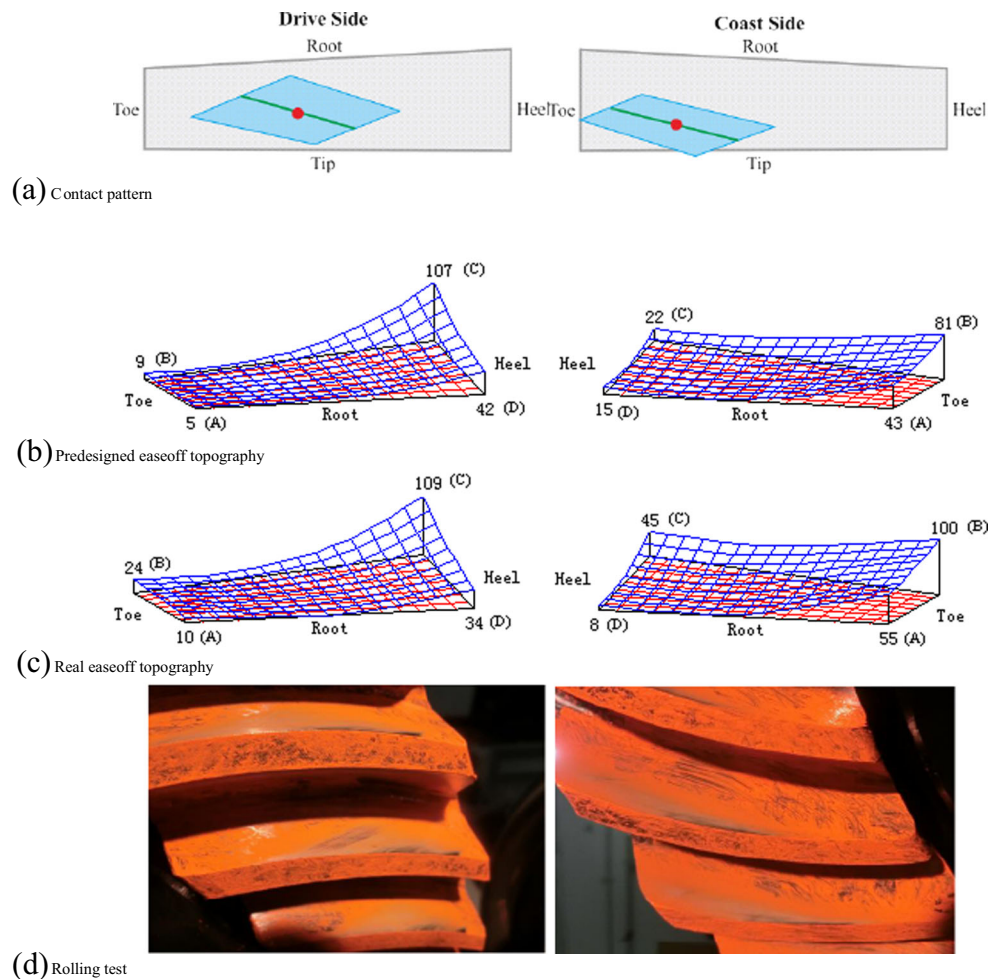 Drive Side
Coast Side
Root
Root
Toe
Heel
Toe
Heel
Tip
Tip
(a) Contact pattern
107 (C)
22 (C)
81 (B)
9 (B)
Heel
Heel
Toe
Root
42 (D)
15 (D)
Root
Toe
5 (A)
43 (A)
(b) Predesigned easeoff topography
109 (C)
45 (C)
100 (B)
24 (B)
Heel
Heel
Toe
Root
34 (D)
8 (D)
Root
Toe
10 (A)
55 (A)
(c) Real easeoff topography
(d) Rolling test